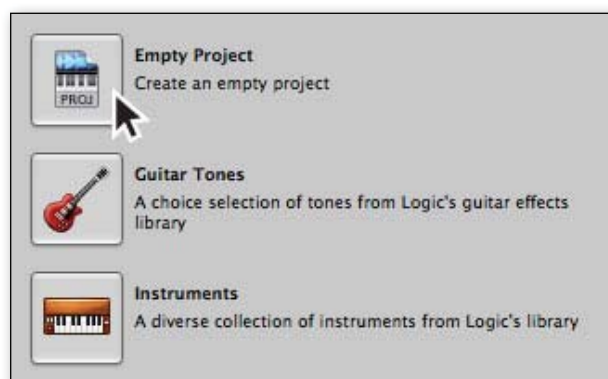 Empty Project
Create an empty project
PROJ
Guitar Tones
A choice selection of tones from Logic's guitar effects
library
Instruments
A diverse collection of instruments from Logic's library